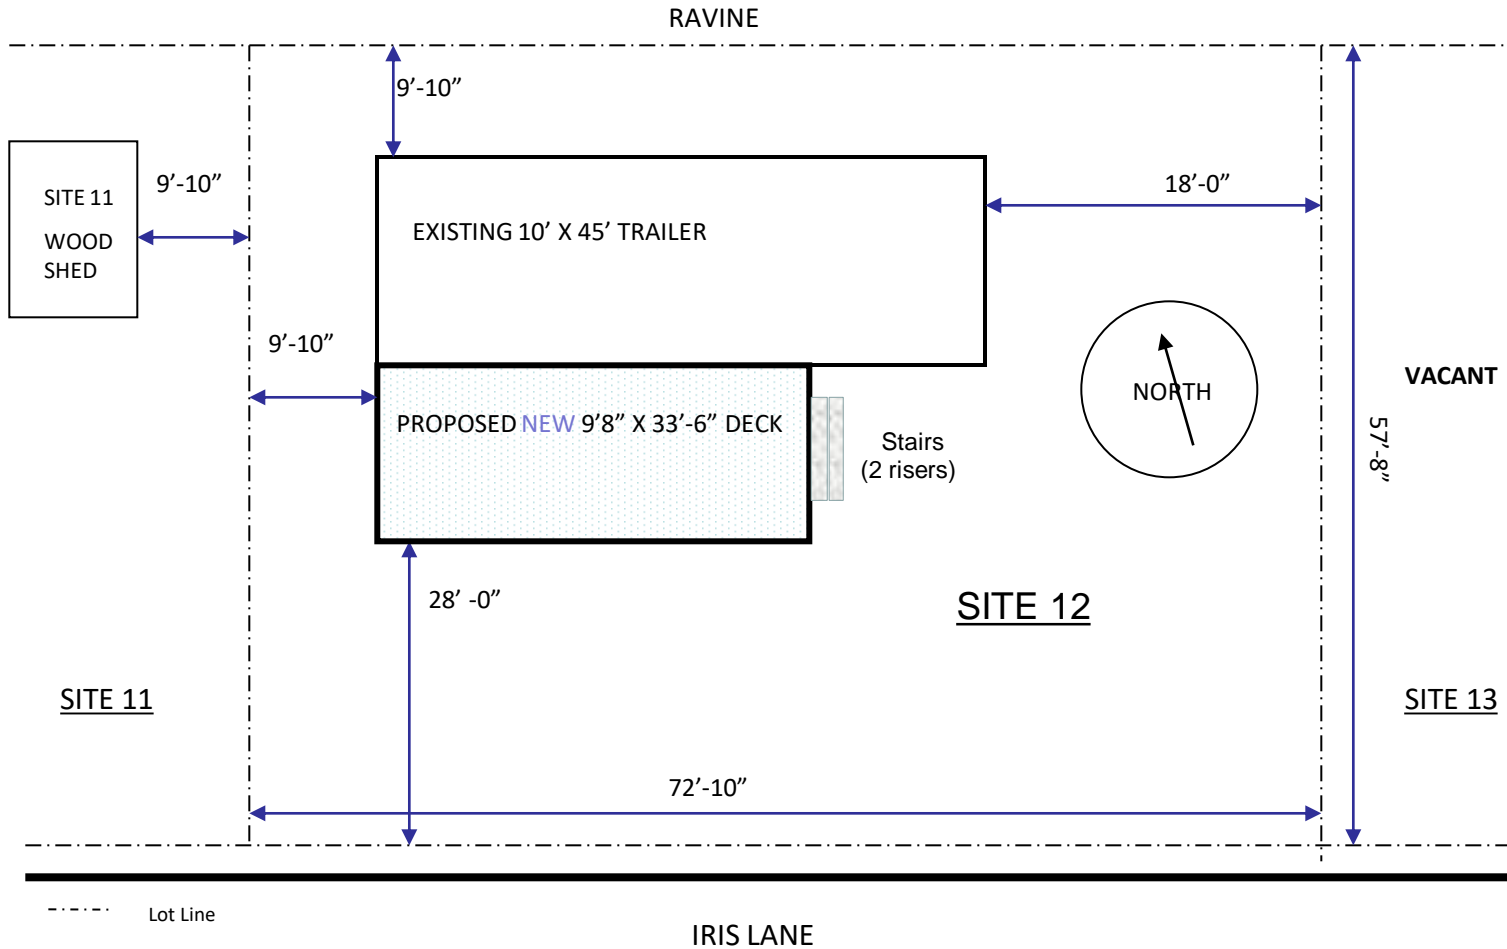 RAVINE
9’-10”
SITE 11
WOOD
SHED
9’-10”
18’-0”
EXISTING 10’ X 45’ TRAILER
9’-10”
NORTH
VACANT
PROPOSED NEW 9’8” X 33’-6” DECK
Stairs
(2 risers)
57’-8”
28’ -0”
SITE 12
SITE 11
SITE 13
72’-10”
Lot Line
IRIS LANE